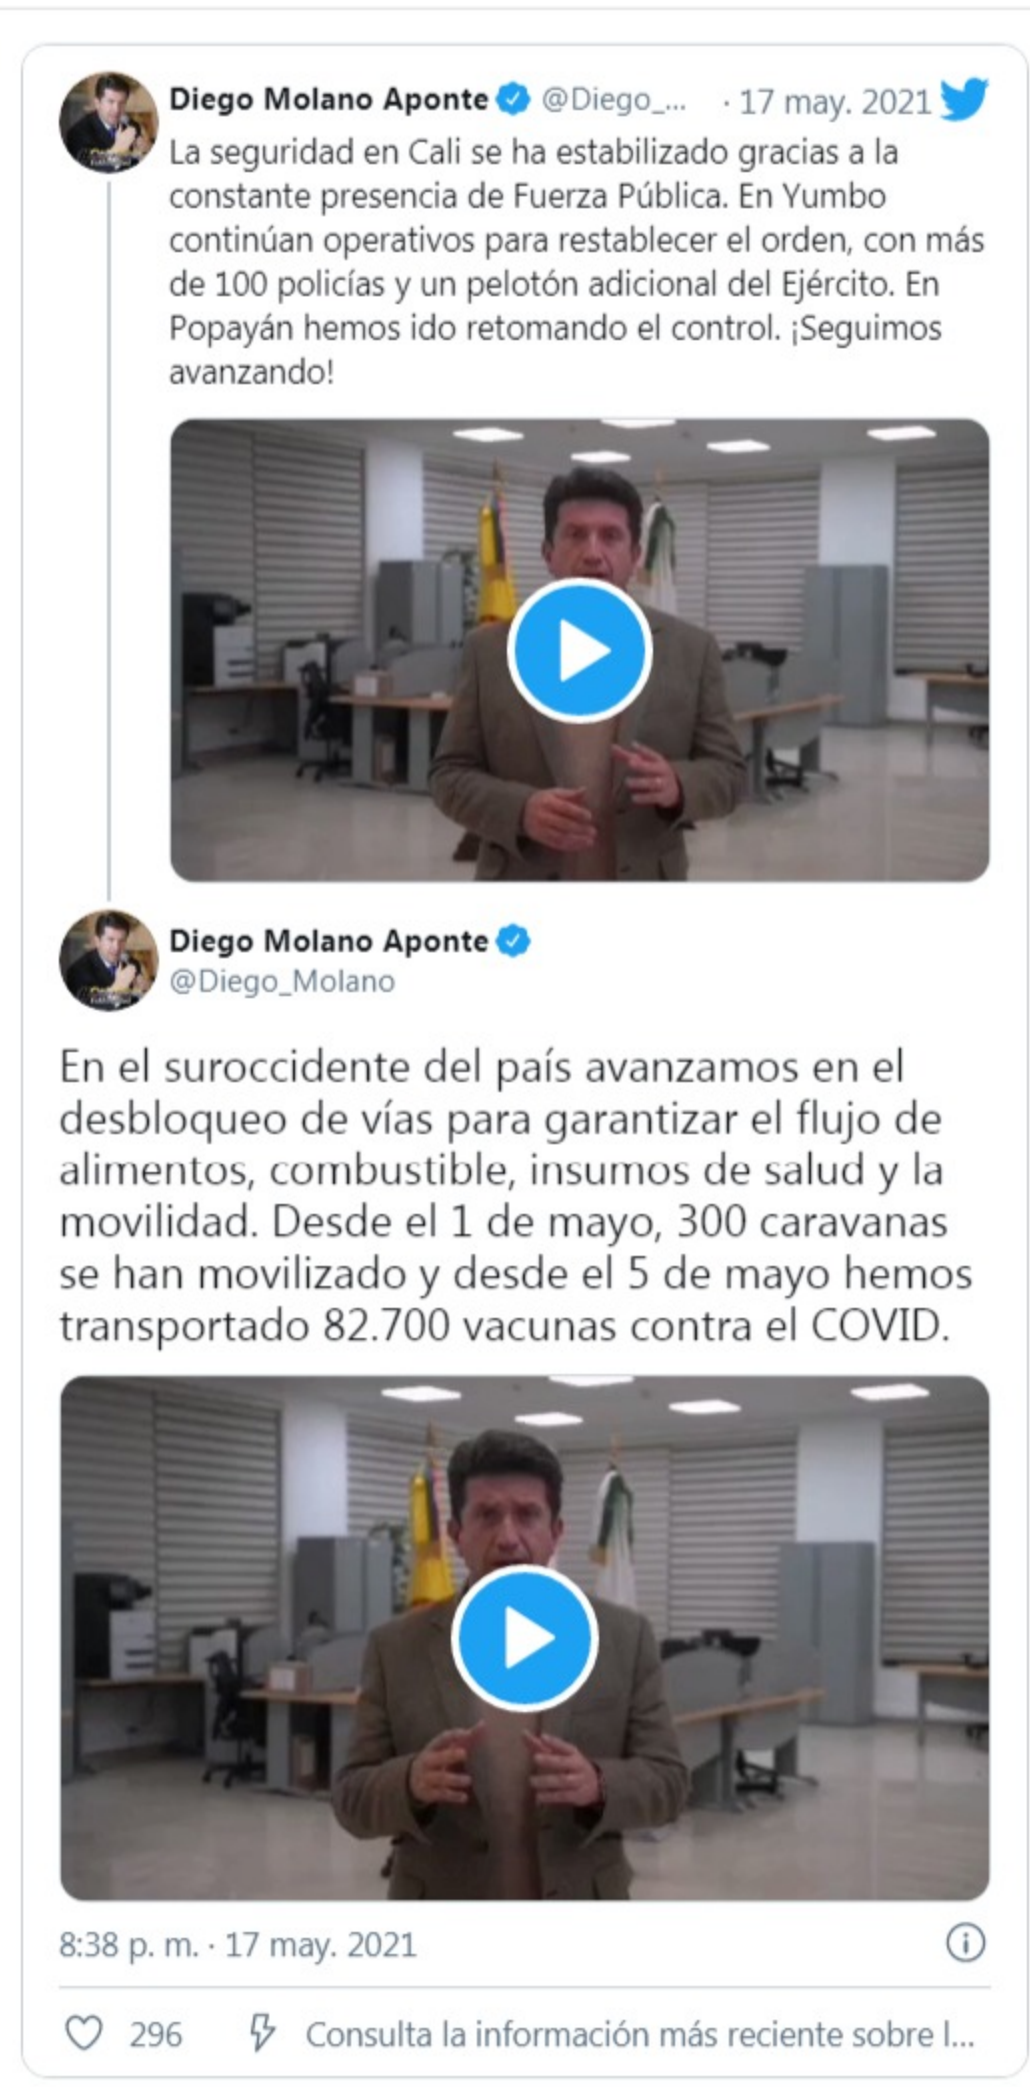 Diego Molano Aponte @Diego_... · 17 may. 2021
La seguridad en Cali se ha estabilizado gracias a la
constante presencia de Fuerza Pública. En Yumbo
continúan operativos para restablecer el orden, con más
de 100 policías y un pelotón adicional del Ejército. En
Popayán hemos ido retomando el control. ¡Seguimos
avanzando!
Diego Molano Aponte
@Diego_Molano
En el suroccidente del país avanzamos en el
desbloqueo de vías para garantizar el flujo de
alimentos, combustible, insumos de salud y la
movilidad. Desde el 1 de mayo, 300 caravanas
se han movilizado y desde el 5 de mayo hemos
transportado 82.700 vacunas contra el COVID.
8:38 p. m. · 17 may. 2021
296 Consulta la información más reciente sobre l...